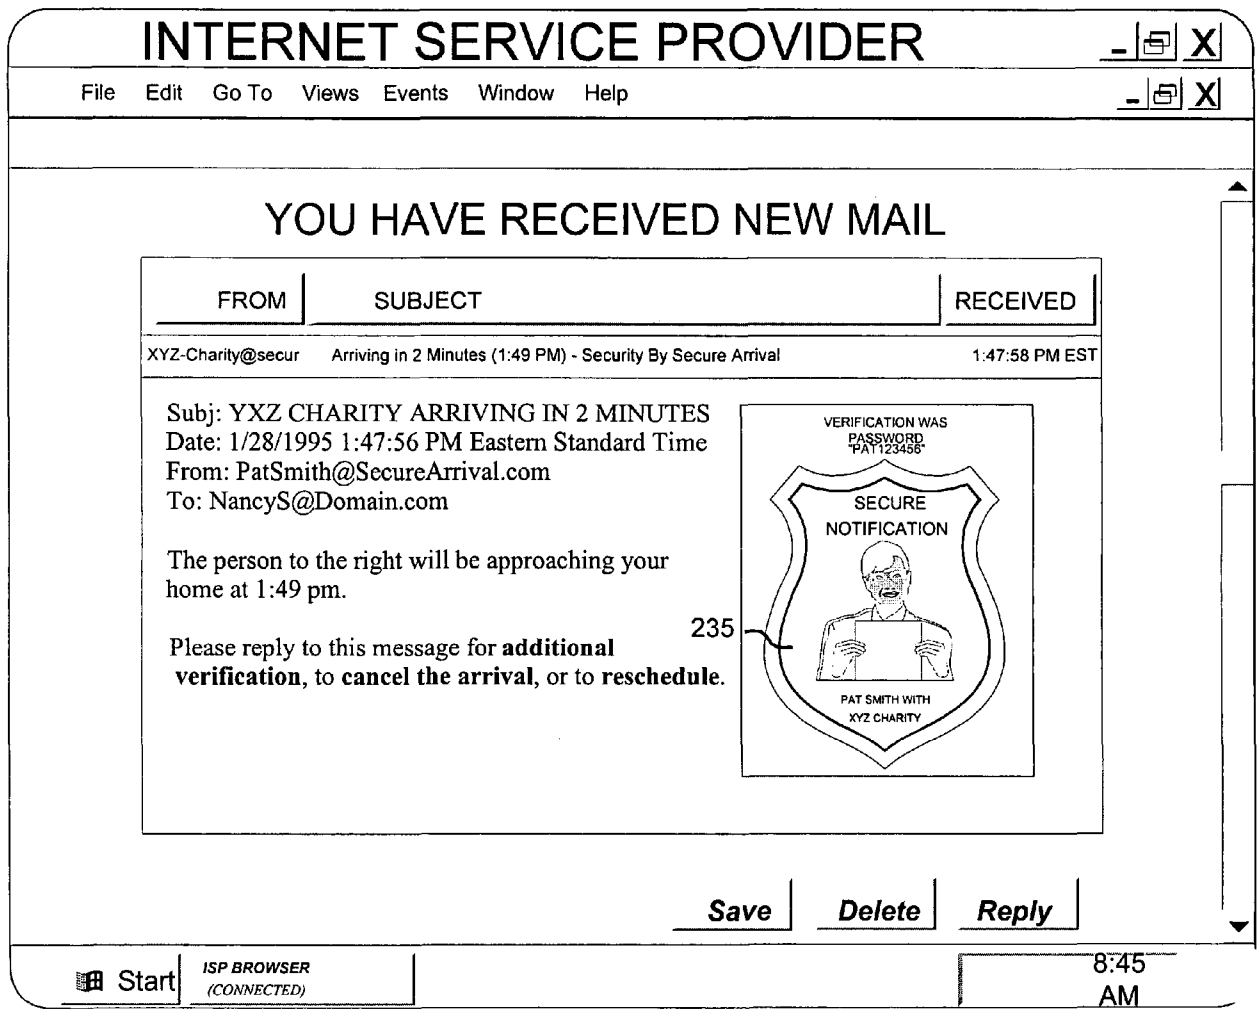 INTERNET SERVICE PROVIDER
File Edit Go To Views Events Window Help
YOU HAVE RECEIVED NEW MAIL
FROM SUBJECT RECEIVED
XYZ-Charity@secur Arriving in 2 Minutes (1:49 PM) - Security By Secure Arrival 1:47:58 PM EST
Subj: YXZ CHARITY ARRIVING IN 2 MINUTES
Date: 1/28/1995 1:47:56 PM Eastern Standard Time
From: PatSmith@SecureArrival.com
To: NancyS@Domain.com
The person to the right will be approaching your
home at 1:49 pm.
Please reply to this message for additional
verification, to cancel the arrival, or to reschedule.
VERIFICATION WAS
PASSWORD
"PAT123456"
SECURE
NOTIFICATION
235
PAT SMITH WITH
XYZ CHARITY
Save Delete Reply
Start
ISP BROWSER
(CONNECTED)
8:45
AM